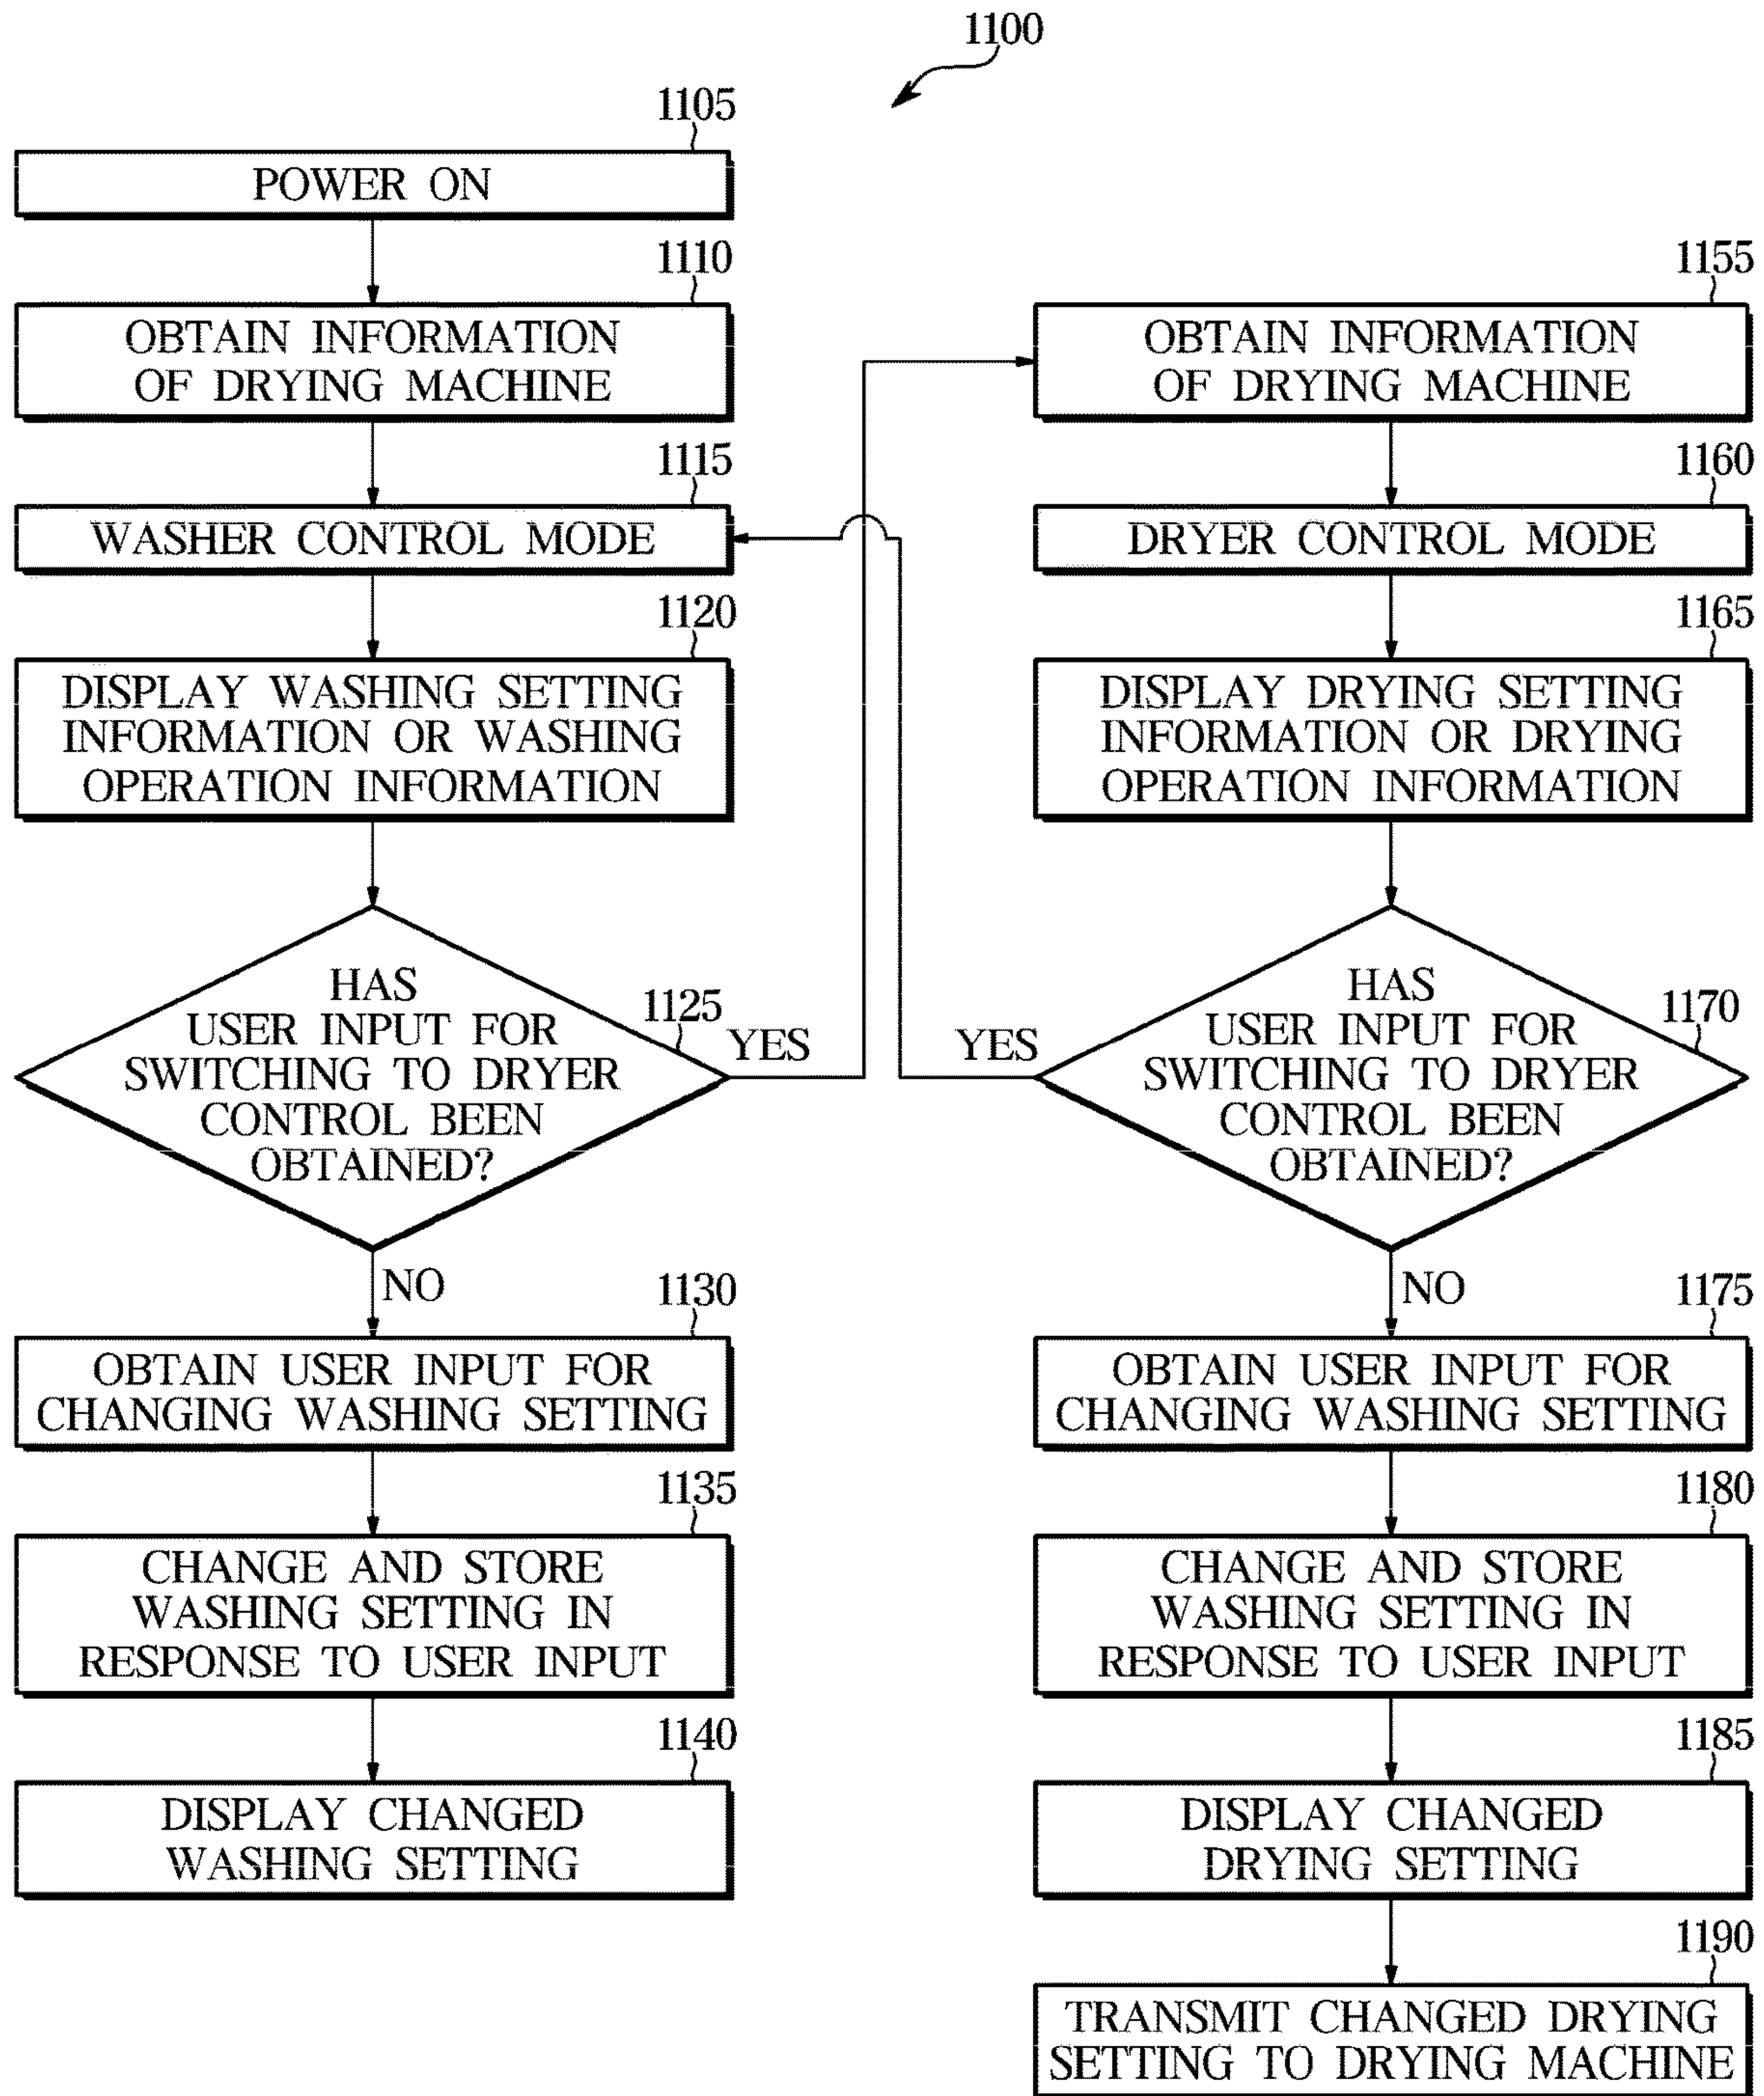 1100
1105
POWER ON
1110
OBTAIN INFORMATION
OF DRYING MACHINE
1115
WASHER CONTROL MODE
1120
DISPLAY WASHING SETTING
INFORMATION OR WASHING
OPERATION INFORMATION
HAS
USER INPUT FOR
SWITCHING TO DRYER
CONTROL BEEN
OBTAINED?
1125
YES
NO
1130
OBTAIN USER INPUT FOR
CHANGING WASHING SETTING
1135
CHANGE AND STORE
WASHING SETTING IN
RESPONSE TO USER INPUT
1140
DISPLAY CHANGED
WASHING SETTING
1155
OBTAIN INFORMATION
OF DRYING MACHINE
1160
DRYER CONTROL MODE
1165
DISPLAY DRYING SETTING
INFORMATION OR DRYING
OPERATION INFORMATION
HAS
USER INPUT FOR
SWITCHING TO DRYER
CONTROL BEEN
OBTAINED?
1170
YES
NO
1175
OBTAIN USER INPUT FOR
CHANGING WASHING SETTING
1180
CHANGE AND STORE
WASHING SETTING IN
RESPONSE TO USER INPUT
1185
DISPLAY CHANGED
DRYING SETTING
1190
TRANSMIT CHANGED DRYING
SETTING TO DRYING MACHINE